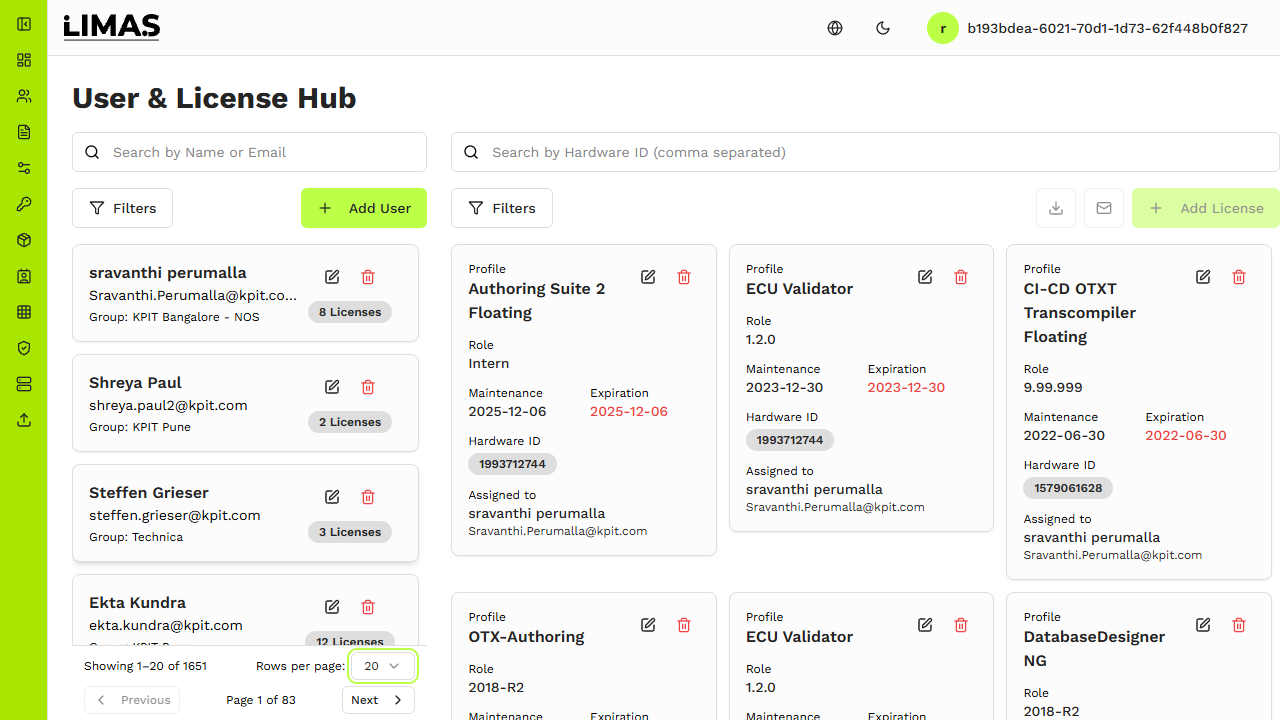 LIMAS
r
b193bdea-6021-70d1-1d73-62f448b0f827
User & License Hub
Search by Name or Email
Search by Hardware ID (comma separated)
Filters
Add User
Filters
Add License
sravanthi perumalla
Sravanthi.Perumalla@kpit.co...
Group: KPIT Bangalore - NOS
8 Licenses
Shreya Paul
shreya.paul2@kpit.com
Group: KPIT Pune
2 Licenses
Steffen Grieser
steffen.grieser@kpit.com
Group: Technica
3 Licenses
Ekta Kundra
ekta.kundra@kpit.com
12 Licenses
Showing 1–20 of 1651
Rows per page:
20
Previous
Page 1 of 83
Next
Profile
Authoring Suite 2
Floating
Role
Intern
Maintenance
Expiration
2025-12-06
2025-12-06
Hardware ID
1993712744
Assigned to
sravanthi perumalla
Sravanthi.Perumalla@kpit.com
Profile
ECU Validator
Role
1.2.0
Maintenance
Expiration
2023-12-30
2023-12-30
Hardware ID
1993712744
Assigned to
sravanthi perumalla
Sravanthi.Perumalla@kpit.com
Profile
CI-CD OTXT
Transcompiler
Floating
Role
9.99.999
Maintenance
Expiration
2022-06-30
2022-06-30
Hardware ID
1579061628
Assigned to
sravanthi perumalla
Sravanthi.Perumalla@kpit.com
Profile
OTX-Authoring
Role
2018-R2
Maintenance
Expiration
Profile
ECU Validator
Role
1.2.0
Maintenance
Expiration
Profile
DatabaseDesigner
NG
Role
2018-R2